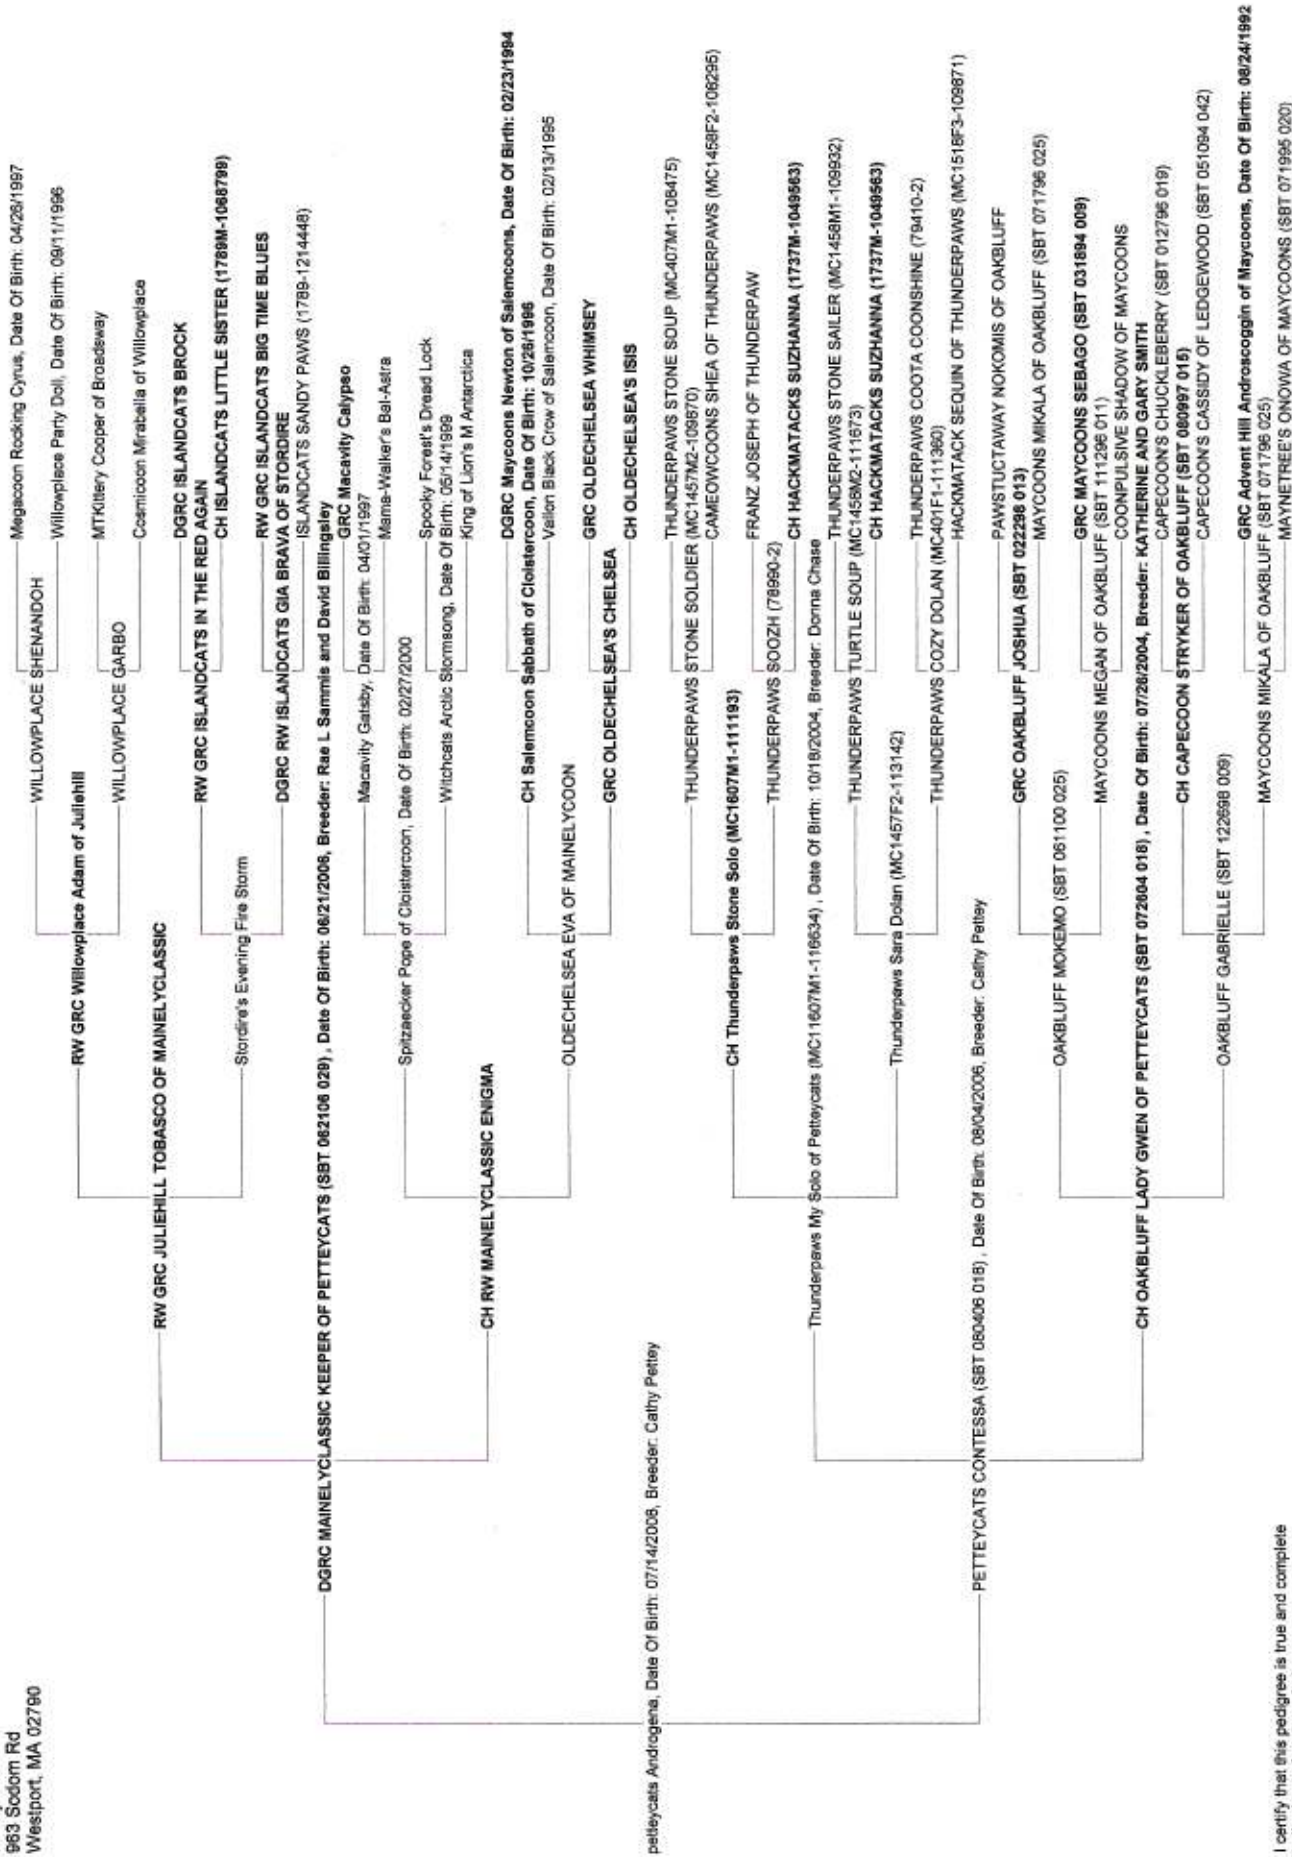 963 Sodom Rd
Westport, MA 02790
Megacoon Rocking Cyrus, Date Of Birth: 04/26/1997
WILLOWPLACE SHENANDOH
Willowplace Party Doll, Date Of Birth: 09/11/1996
RW GRC Willowplace Adam of Juliehill
MTKittery Cooper of Broadsway
WILLOWPLACE GARBO
Cosmicoon Mirabella of Willowplace
RW GRC JULIEHILL TOBASCO OF MAINELYCLASSIC
DGRC ISLANDCATS BROCK
RW GRC ISLANDCATS IN THE RED AGAIN
CH ISLANDCATS LITTLE SISTER (1789M-1068799)
Stordire's Evening Fire Storm
RW GRC ISLANDCATS BIG TIME BLUES
DGRC RW ISLANDCATS GIA BRAVA OF STORDIRE
ISLANDCATS SANDY PAWS (1789-1214448)
DGRC MAINELYCLASSIC KEEPER OF PETTEYCATS (SBT 062106 029) , Date Of Birth: 06/21/2006, Breeder: Rae L Sammis and David Billingsley
GRC Macavity Calypso
Macavity Gatsby, Date Of Birth: 04/01/1997
Mama-Walker's Bal-Astra
Spitzaecker Pope of Cloistercoon, Date Of Birth: 02/27/2000
Spooky Forest's Dread Lock
Witchcats Arctic Stormsong, Date Of Birth: 05/14/1999
King of Lion's M Antarctica
CH RW MAINELYCLASSIC ENIGMA
DGRC Maycoons Newton of Salemcoons, Date Of Birth: 02/23/1994
CH Salemcoon Sabbath of Cloistercoon, Date Of Birth: 10/26/1996
Vallon Black Crow of Salemcoon, Date Of Birth: 02/13/1995
OLDECHELSEA EVA OF MAINELYCOON
GRC OLDECHELSEA WHIMSEY
GRC OLDECHELSEA'S CHELSEA
CH OLDECHELSEA'S ISIS
petteycats Androgena, Date Of Birth: 07/14/2008, Breeder: Cathy Pettey
THUNDERPAWS STONE SOUP (MC407M1-108475)
THUNDERPAWS STONE SOLDIER (MC1457M2-109870)
CAMEOWCOONS SHEA OF THUNDERPAWS (MC1458F2-106295)
CH Thunderpaws Stone Solo (MC1607M1-111193)
FRANZ JOSEPH OF THUNDERPAW
THUNDERPAWS SOOZH (78990-2)
CH HACKMATACKS SUZHANNA (1737M-1049563)
Thunderpaws My Solo of Petteycats (MC11607M1-116634) , Date Of Birth: 10/18/2004, Breeder: Donna Chase
THUNDERPAWS STONE SAILER (MC1458M1-109932)
THUNDERPAWS TURTLE SOUP (MC1458M2-111673)
CH HACKMATACKS SUZHANNA (1737M-1049563)
Thunderpaws Sara Dolan (MC1457F2-113142)
THUNDERPAWS COOTA COONSHINE (79410-2)
THUNDERPAWS COZY DOLAN (MC401F1-111360)
HACKMATACK SEQUIN OF THUNDERPAWS (MC1518F3-109871)
PETTEYCATS CONTESSA (SBT 080406 018) , Date Of Birth: 08/04/2006, Breeder: Cathy Pettey
PAWSTUCTAWAY NOKOMIS OF OAKBLUFF
GRC OAKBLUFF JOSHUA (SBT 022298 013)
MAYCOONS MIKALA OF OAKBLUFF (SBT 071796 025)
OAKBLUFF MOKEMO (SBT 061100 025)
GRC MAYCOONS SEBAGO (SBT 031894 009)
MAYCOONS MEGAN OF OAKBLUFF (SBT 111296 011)
COONPULSIVE SHADOW OF MAYCOONS
CH OAKBLUFF LADY GWEN OF PETTEYCATS (SBT 072604 018) , Date Of Birth: 07/26/2004, Breeder: KATHERINE AND GARY SMITH
CAPECOON'S CHUCKLEBERRY (SBT 012796 019)
CH CAPECOON STRYKER OF OAKBLUFF (SBT 080997 015)
CAPECOON'S CASSIDY OF LEDGEWOOD (SBT 051094 042)
OAKBLUFF GABRIELLE (SBT 122698 009)
GRC Advent Hill Androscoggin of Maycoons, Date Of Birth: 08/24/1992
MAYCOONS MIKALA OF OAKBLUFF (SBT 071796 025)
MAYNETREE'S ONOWA OF MAYCOONS (SBT 071995 020)
I certify that this pedigree is true and complete